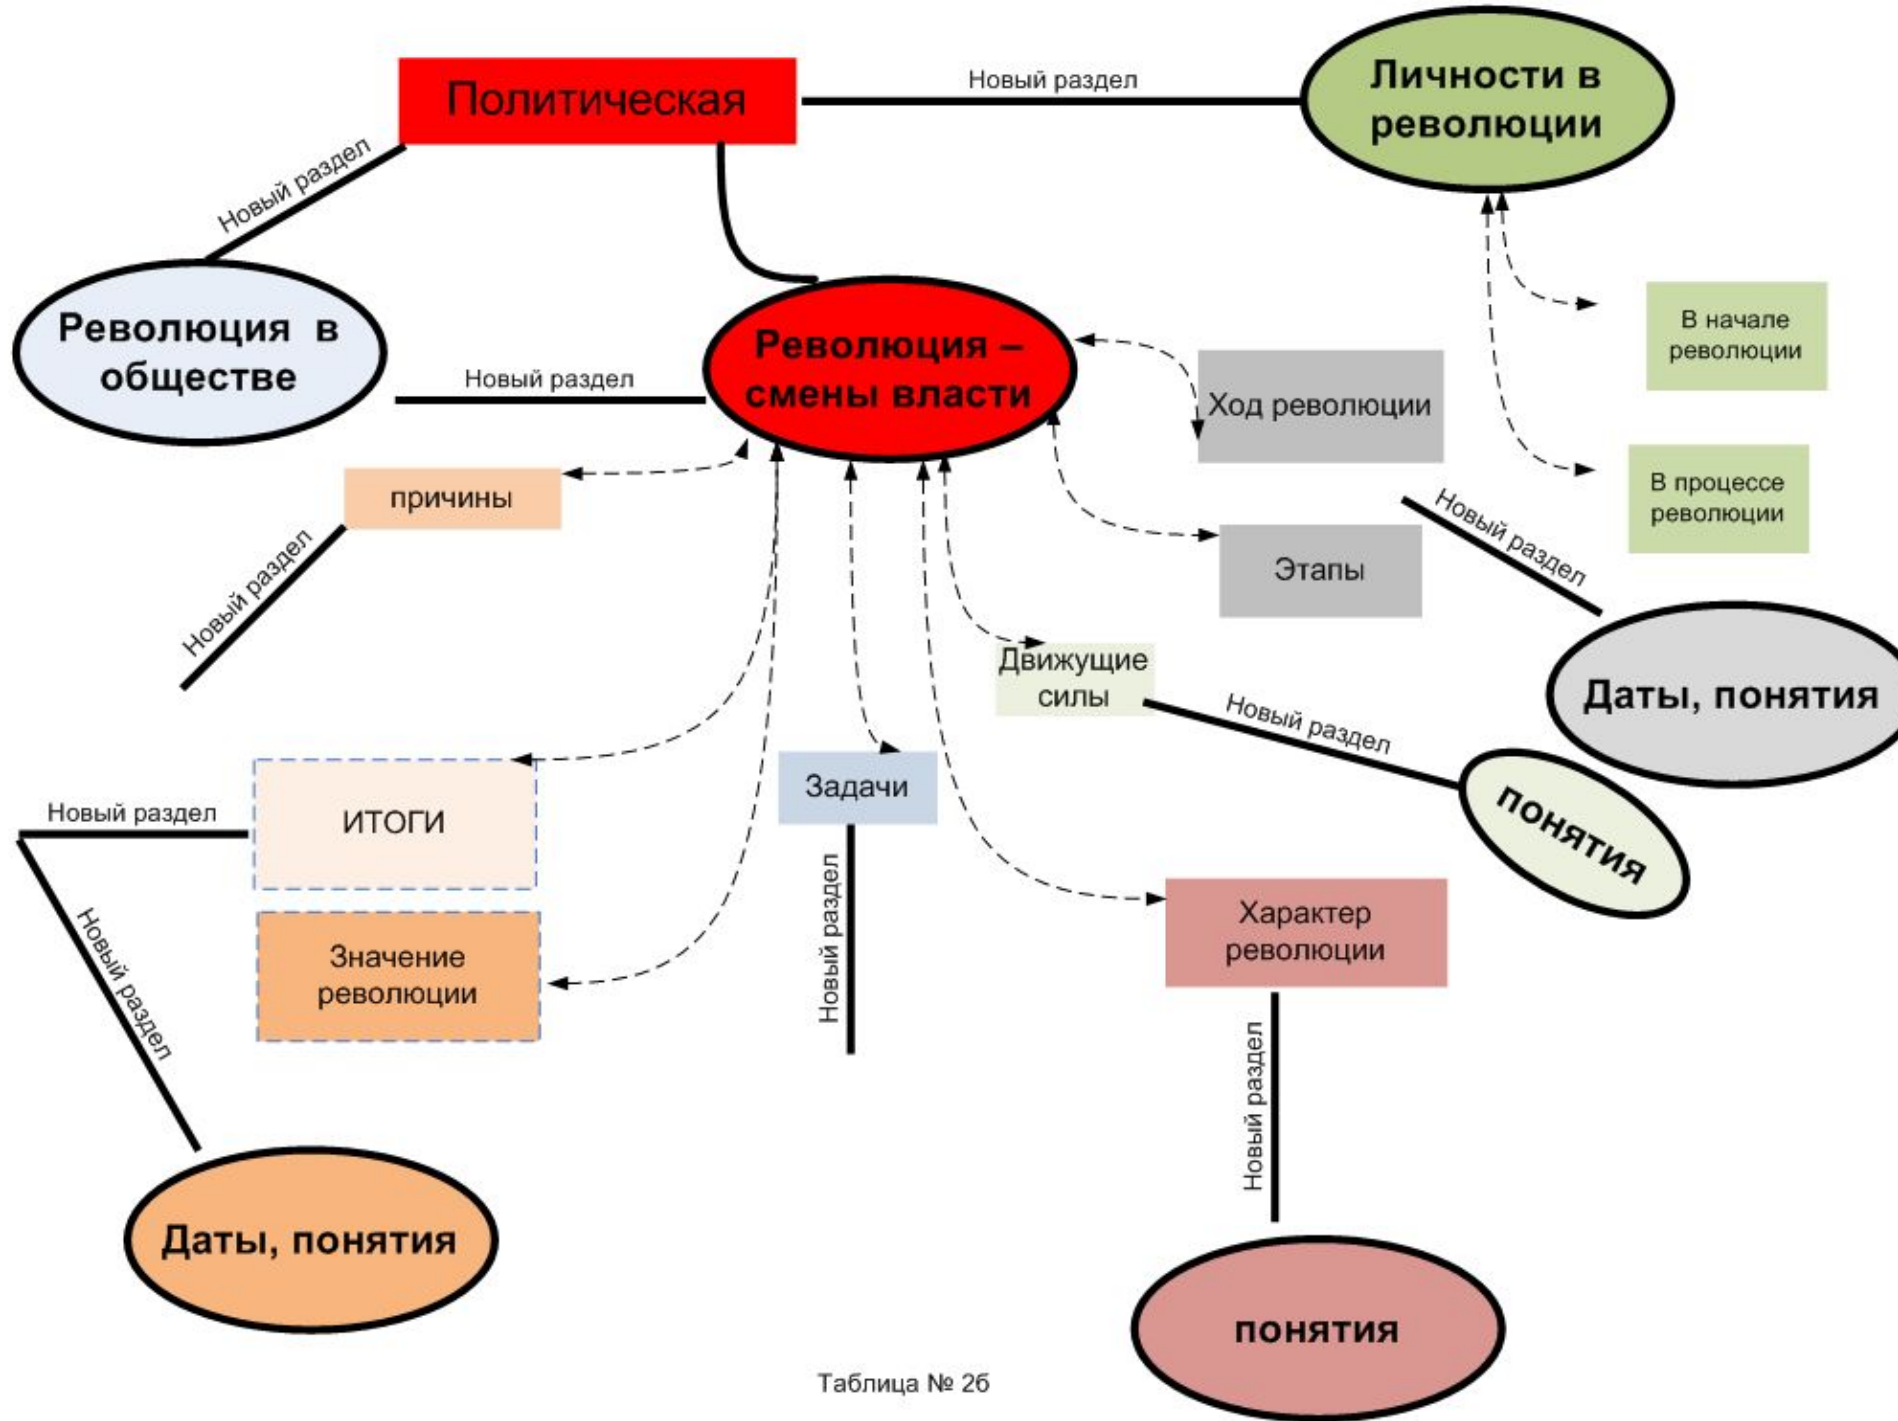 Политическая
Новый раздел
Личности в
революции
Новый раздел
Революция в
обществе
Новый раздел
Революция –
смены власти
В начале
революции
Ход революции
причины
В процессе
революции
Новый раздел
Новый раздел
Этапы
Движущие
силы
Новый раздел
Даты, понятия
понятия
Новый раздел
ИТОГИ
Задачи
Новый раздел
Значение
революции
Новый раздел
Характер
революции
Новый раздел
Даты, понятия
понятия
Таблица № 2б